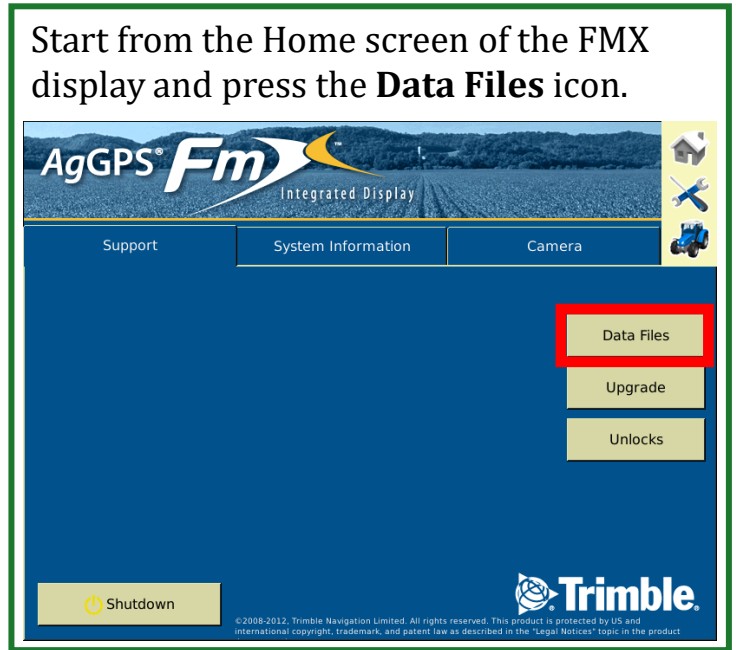 Start from the Home screen of the FMX
display and press the Data Files icon.
AgGPS® Fmx™
Integrated Display
Support
System Information
Camera
Data Files
Upgrade
Unlocks
Shutdown
Trimble.
©2008-2012, Trimble Navigation Limited. All rights reserved. This product is protected by US and
international copyright, trademark, and patent law as described in the "Legal Notices" topic in the product